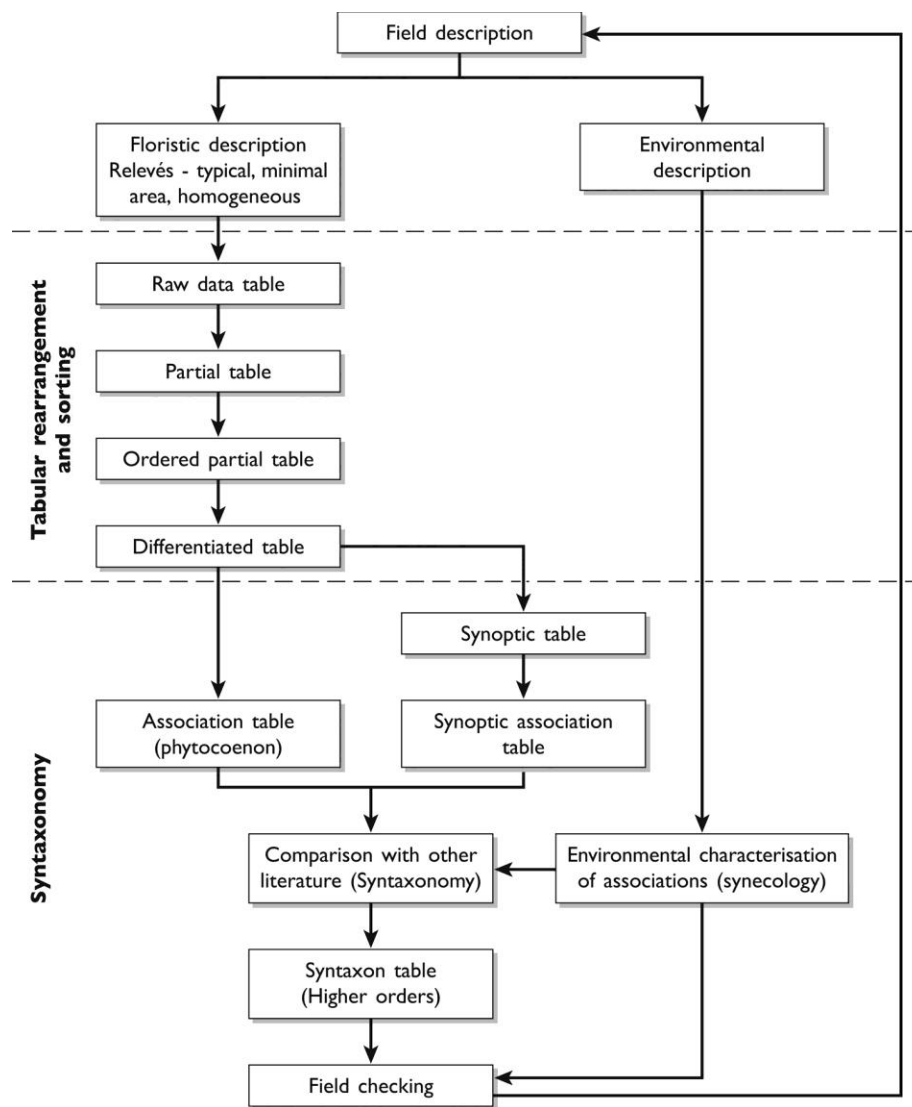 Field description
Floristic description
Relevés - typical, minimal
area, homogeneous
Environmental
description
Tabular rearrangement
and sorting
Raw data table
Partial table
Ordered partial table
Differentiated table
Syntaxonomy
Synoptic table
Association table
(phytocoenon)
Synoptic association
table
Comparison with other
literature (Syntaxonomy)
Environmental characterisation
of associations (synecology)
Syntaxon table
(Higher orders)
Field checking